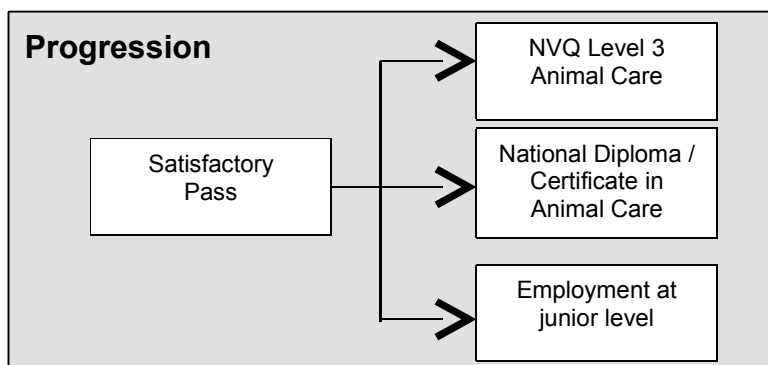 Progression
NVQ Level 3
Animal Care
Satisfactory
Pass
National Diploma /
Certificate in
Animal Care
Employment at
junior level